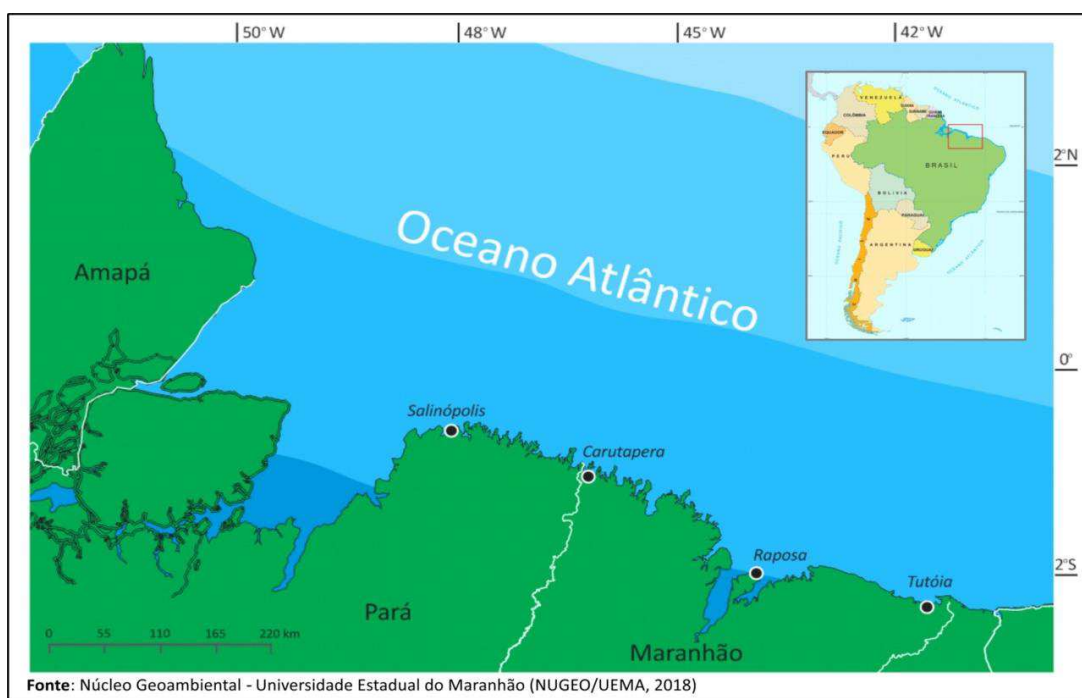 50°W
48°W
45°W
42°W
2°N
0°
2°S
Oceano Atlântico
Amapá
Salinópolis
Carutapera
Raposa
Tutóia
Pará
Maranhão
0 55 110 165 220 km
VENEZUELA
COLÔMBIA
EQUADOR
PERU
BRASIL
BOLÍVIA
PARAGUAI
ARGENTINA
URUGUAI
Fonte: Núcleo Geoambiental - Universidade Estadual do Maranhão (NUGEO/UEMA, 2018)